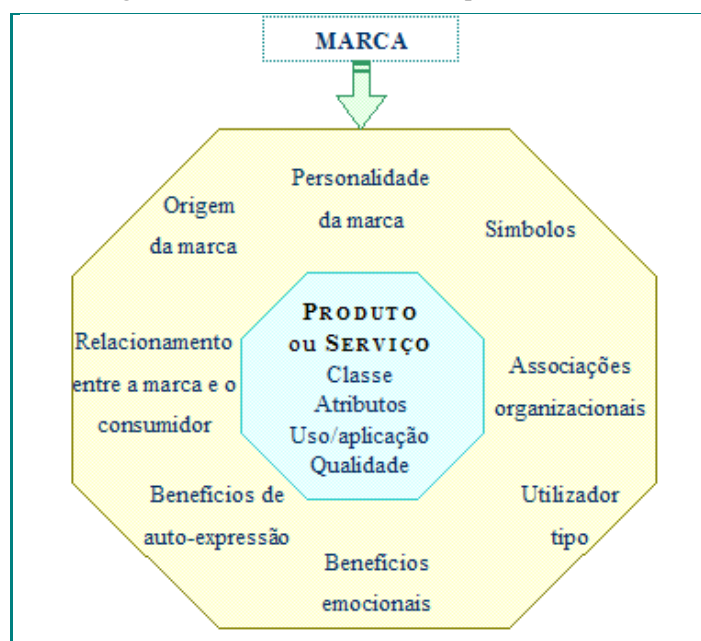 MARCA
Personalidade
da marca
Origem
da marca
Símbolos
PRODUTO
ou SERVIÇO
Classe
Atributos
Uso/aplicação
Qualidade
Relacionamento
entre a marca e o
consumidor
Associações
organizacionais
Benefícios de
auto-expressão
Utilizador
tipo
Benefícios
emocionais